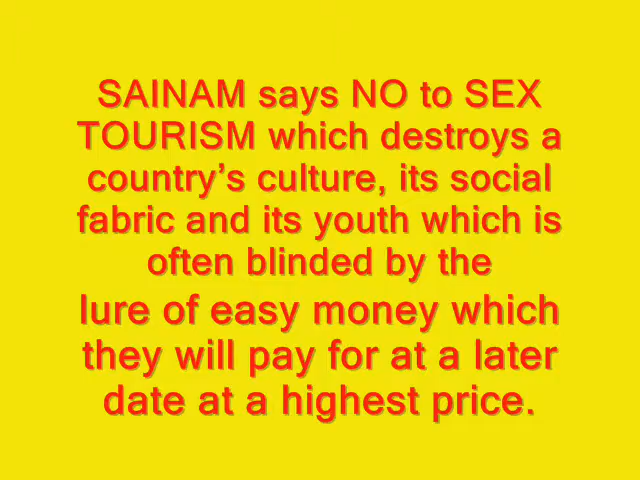 SAINAM says NO to SEX
TOURISM which destroys a
country’s culture, its social
fabric and its youth which is
often blinded by the
lure of easy money which
they will pay for at a later
date at a highest price.